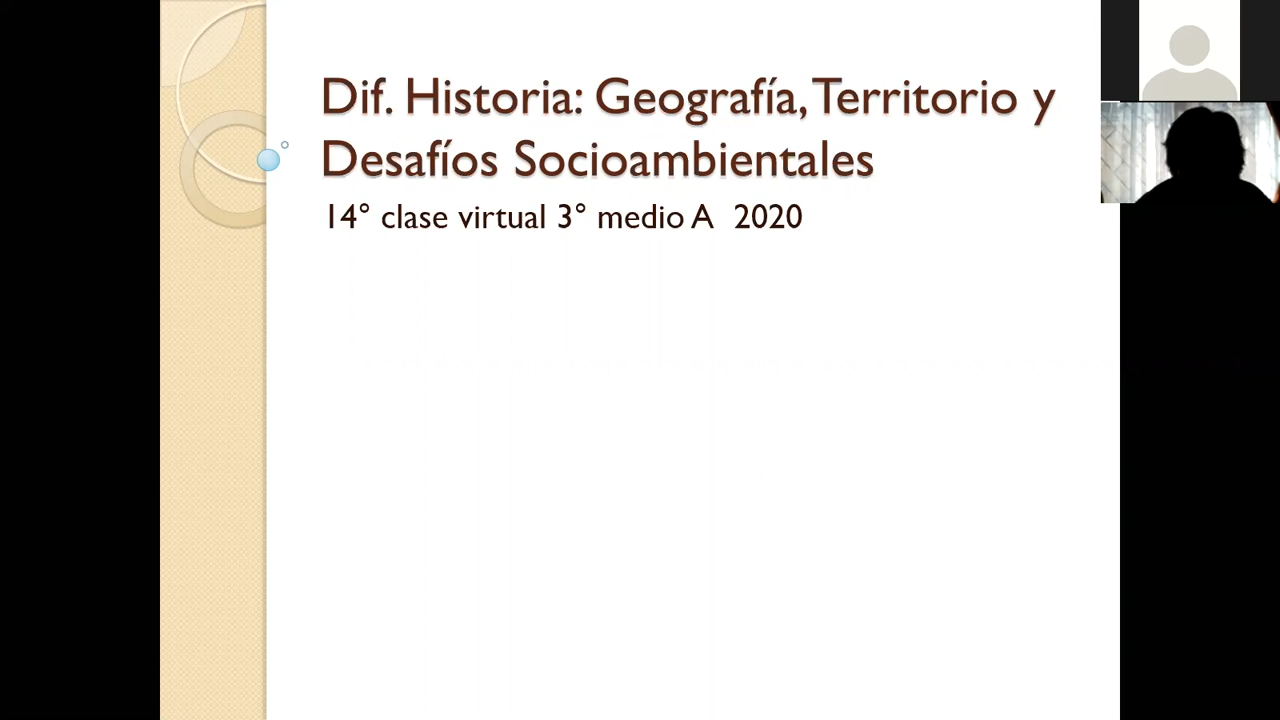 Dif. Historia: Geografía, Territorio y
Desafíos Socioambientales
14° clase virtual 3° medio A 2020